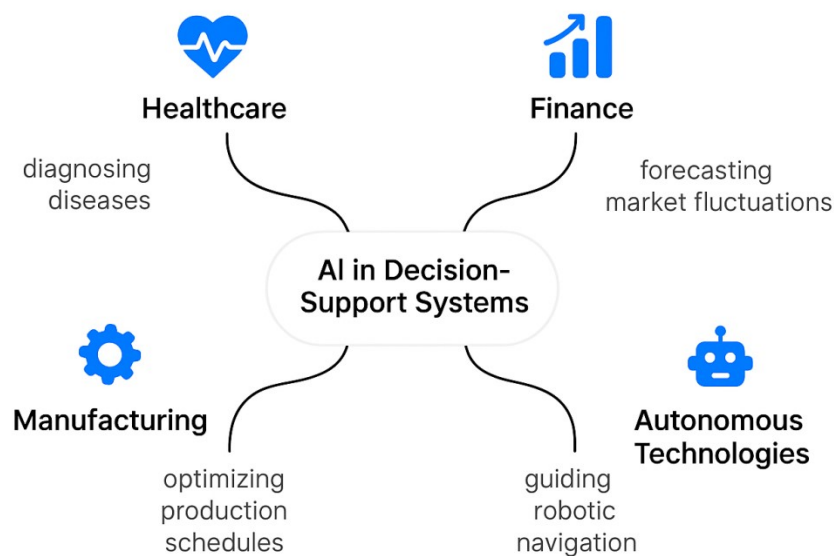 Healthcare
Finance
diagnosing
diseases
forecasting
market fluctuations
AI in Decision-
Support Systems
Manufacturing
Autonomous
Technologies
optimizing
production
schedules
guiding
robotic
navigation